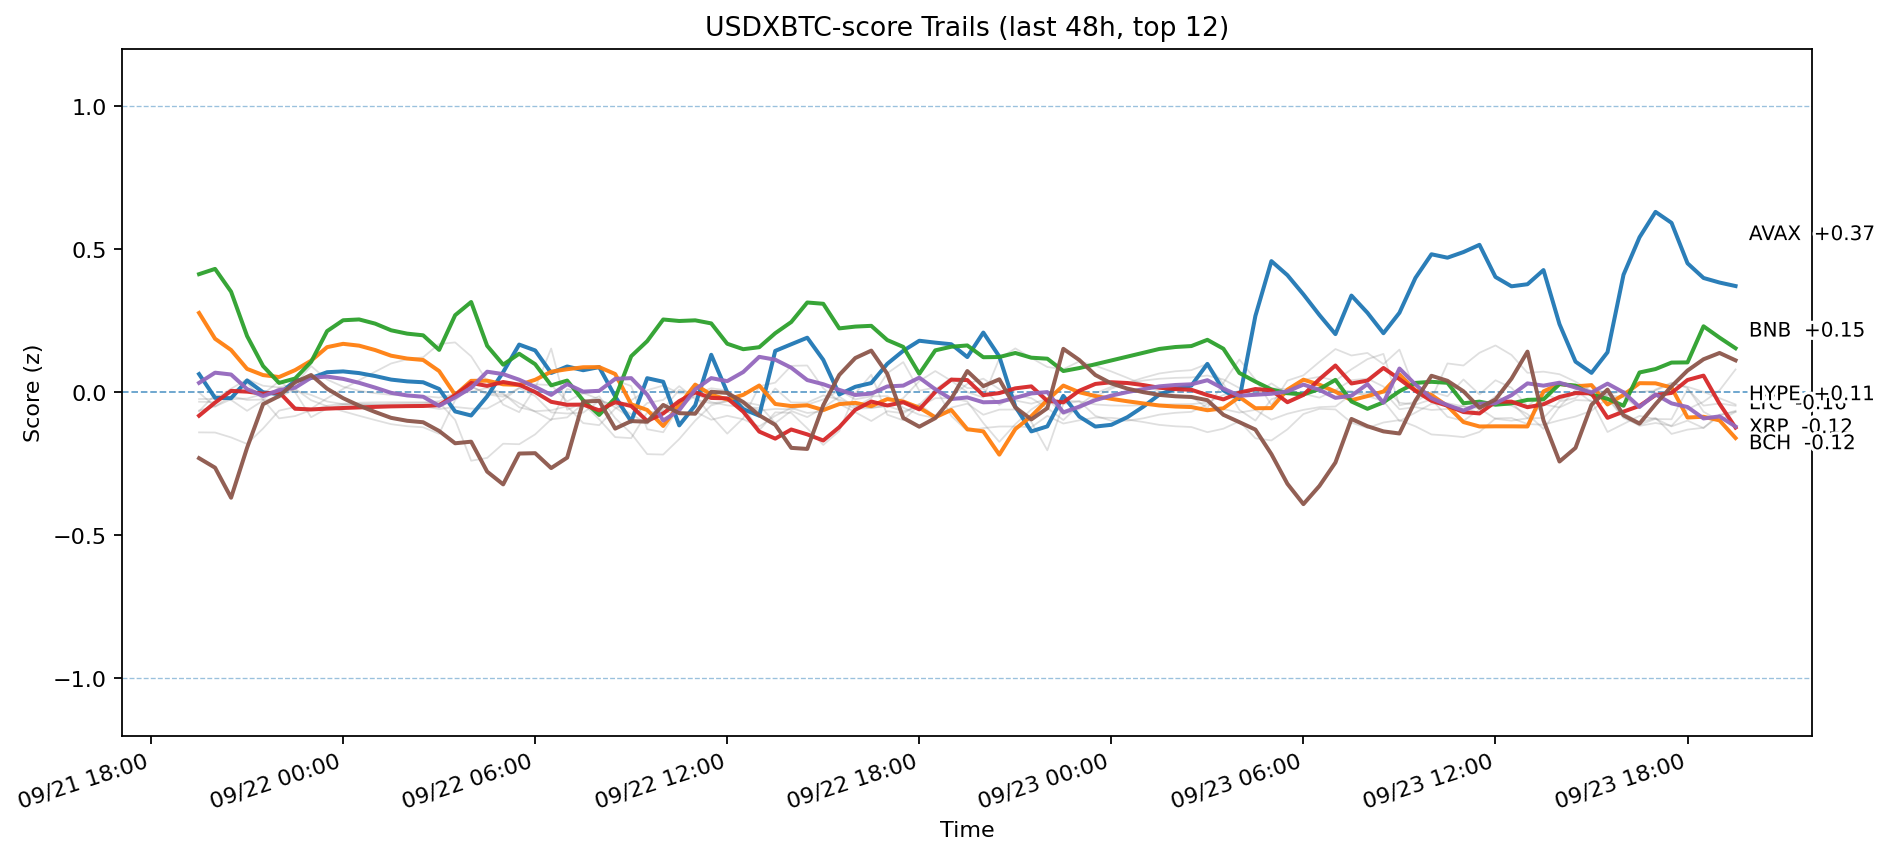 USDXBTC-score Trails (last 48h, top 12)
Score (z)
1.0
0.5
0.0
−0.5
−1.0
AVAX +0.37
BNB +0.15
HYPE +0.11
LTC -0.16
XRP -0.12
BCH -0.12
09/21 18:00
09/22 00:00
09/22 06:00
09/22 12:00
09/22 18:00
09/23 00:00
09/23 06:00
09/23 12:00
09/23 18:00
Time